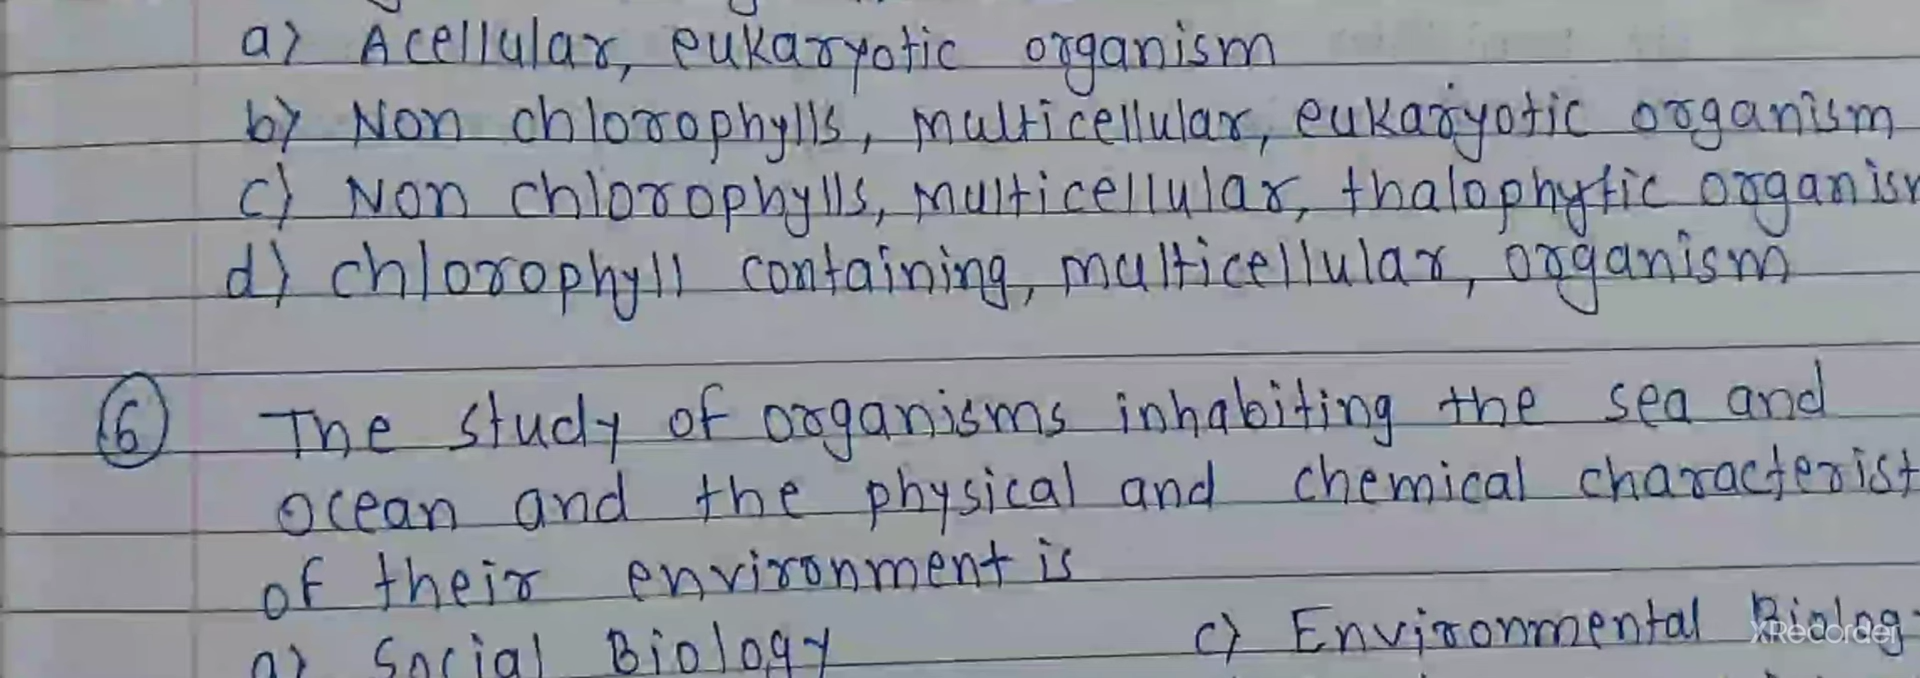 a) Acellular, eukaryotic organism
b) Non chlorophylls, multicellular, eukaryotic organism
c) Non chlorophylls, multicellular, thalophytic organism
d) chlorophyll containing, multicellular, organism
6 The study of organisms inhabiting the sea and
ocean and the physical and chemical characterist
of their environment is
a) Social Biology c) Environmental Biolog
XRecorder